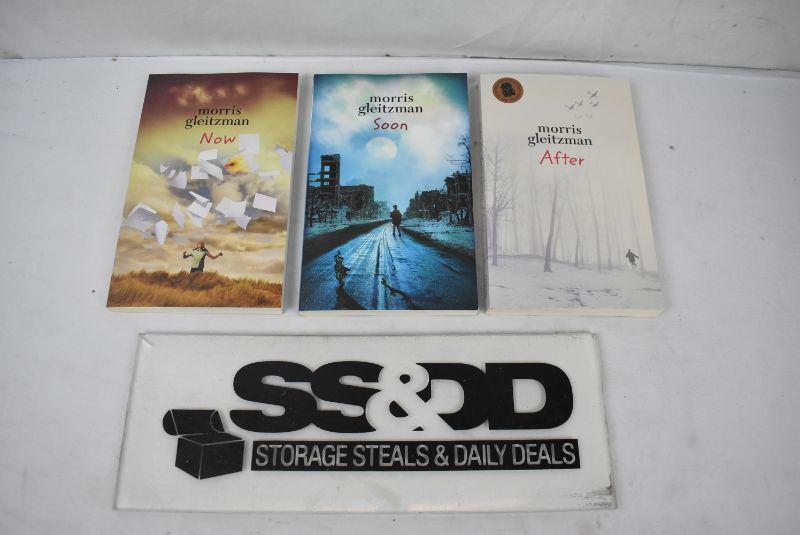 morris
gleitzman
Now
morris
gleitzman
Soon
morris
gleitzman
After
SS&DD
STORAGE STEALS & DAILY DEALS